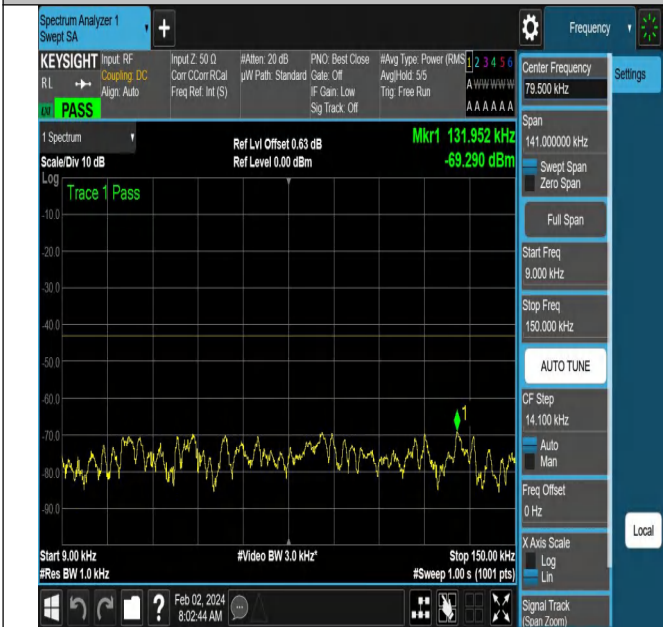 Spectrum Analyzer 1
Swept SA
+
Frequency
KEYSIGHT
Input: RF
Coupling: DC
Align: Auto
Input Z: 50 Ω
Corr CCorr RCal
Freq Ref: Int (S)
#Atten: 20 dB
µW Path: Standard
PNO: Best Close
Gate: Off
IF Gain: Low
Sig Track: Off
#Avg Type: Power (RMS
Avg|Hold: 5/5
Trig: Free Run
1 2 3 4 5 6
A W W W W W
A A A A A A
R L
PASS
1 Spectrum
Scale/Div 10 dB
Ref Lvl Offset 0.63 dB
Ref Level 0.00 dBm
Mkr1 131.952 kHz
-69.290 dBm
Log
Trace 1 Pass
-10.0
-20.0
-30.0
-40.0
-50.0
-60.0
-70.0
-80.0
-90.0
1
Start 9.00 kHz
#Res BW 1.0 kHz
#Video BW 3.0 kHz*
Stop 150.00 kHz
#Sweep 1.00 s (1001 pts)
?
Feb 02, 2024
8:02:44 AM
Center Frequency
79.500 kHz
Settings
Span
141.000000 kHz
Swept Span
Zero Span
Full Span
Start Freq
9.000 kHz
Stop Freq
150.000 kHz
AUTO TUNE
CF Step
14.100 kHz
Auto
Man
Freq Offset
0 Hz
Local
X Axis Scale
Log
Lin
Signal Track
(Span Zoom)